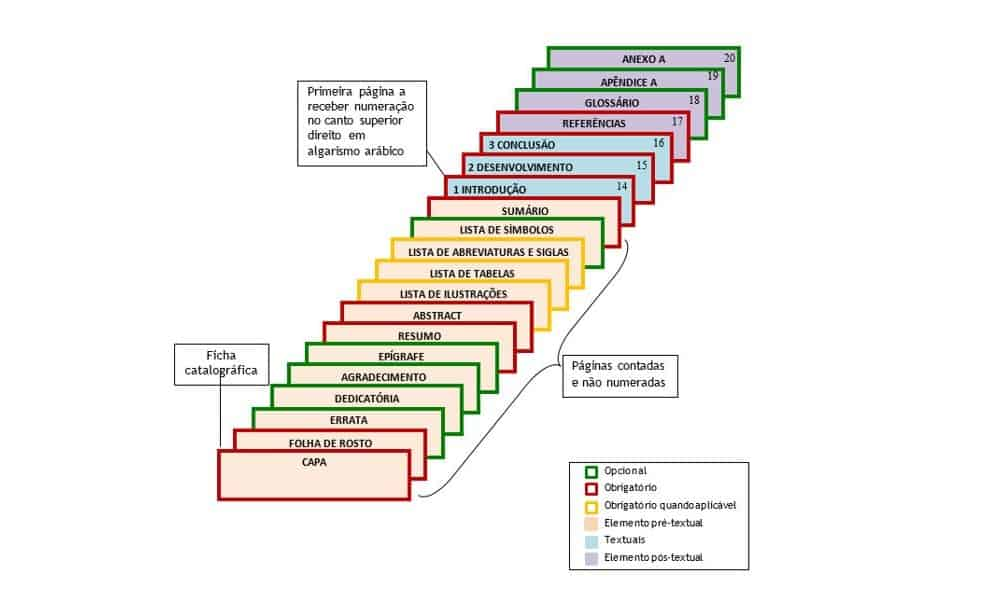 ANEXO A 20
APÊNDICE A 19
GLOSSÁRIO 18
REFERÊNCIAS 17
3 CONCLUSÃO 16
2 DESENVOLVIMENTO 15
1 INTRODUÇÃO 14
Primeira página a
receber numeração
no canto superior
direito em
algarismo arábico
SUMÁRIO
LISTA DE SÍMBOLOS
LISTA DE ABREVIATURAS E SIGLAS
LISTA DE TABELAS
LISTA DE ILUSTRAÇÕES
ABSTRACT
RESUMO
EPÍGRAFE
AGRADECIMENTO
DEDICATÓRIA
ERRATA
FOLHA DE ROSTO
CAPA
Ficha
catalográfica
Páginas contadas
e não numeradas
Opcional
Obrigatório
Obrigatório quando aplicável
Elemento pré-textual
Textuais
Elemento pós-textual